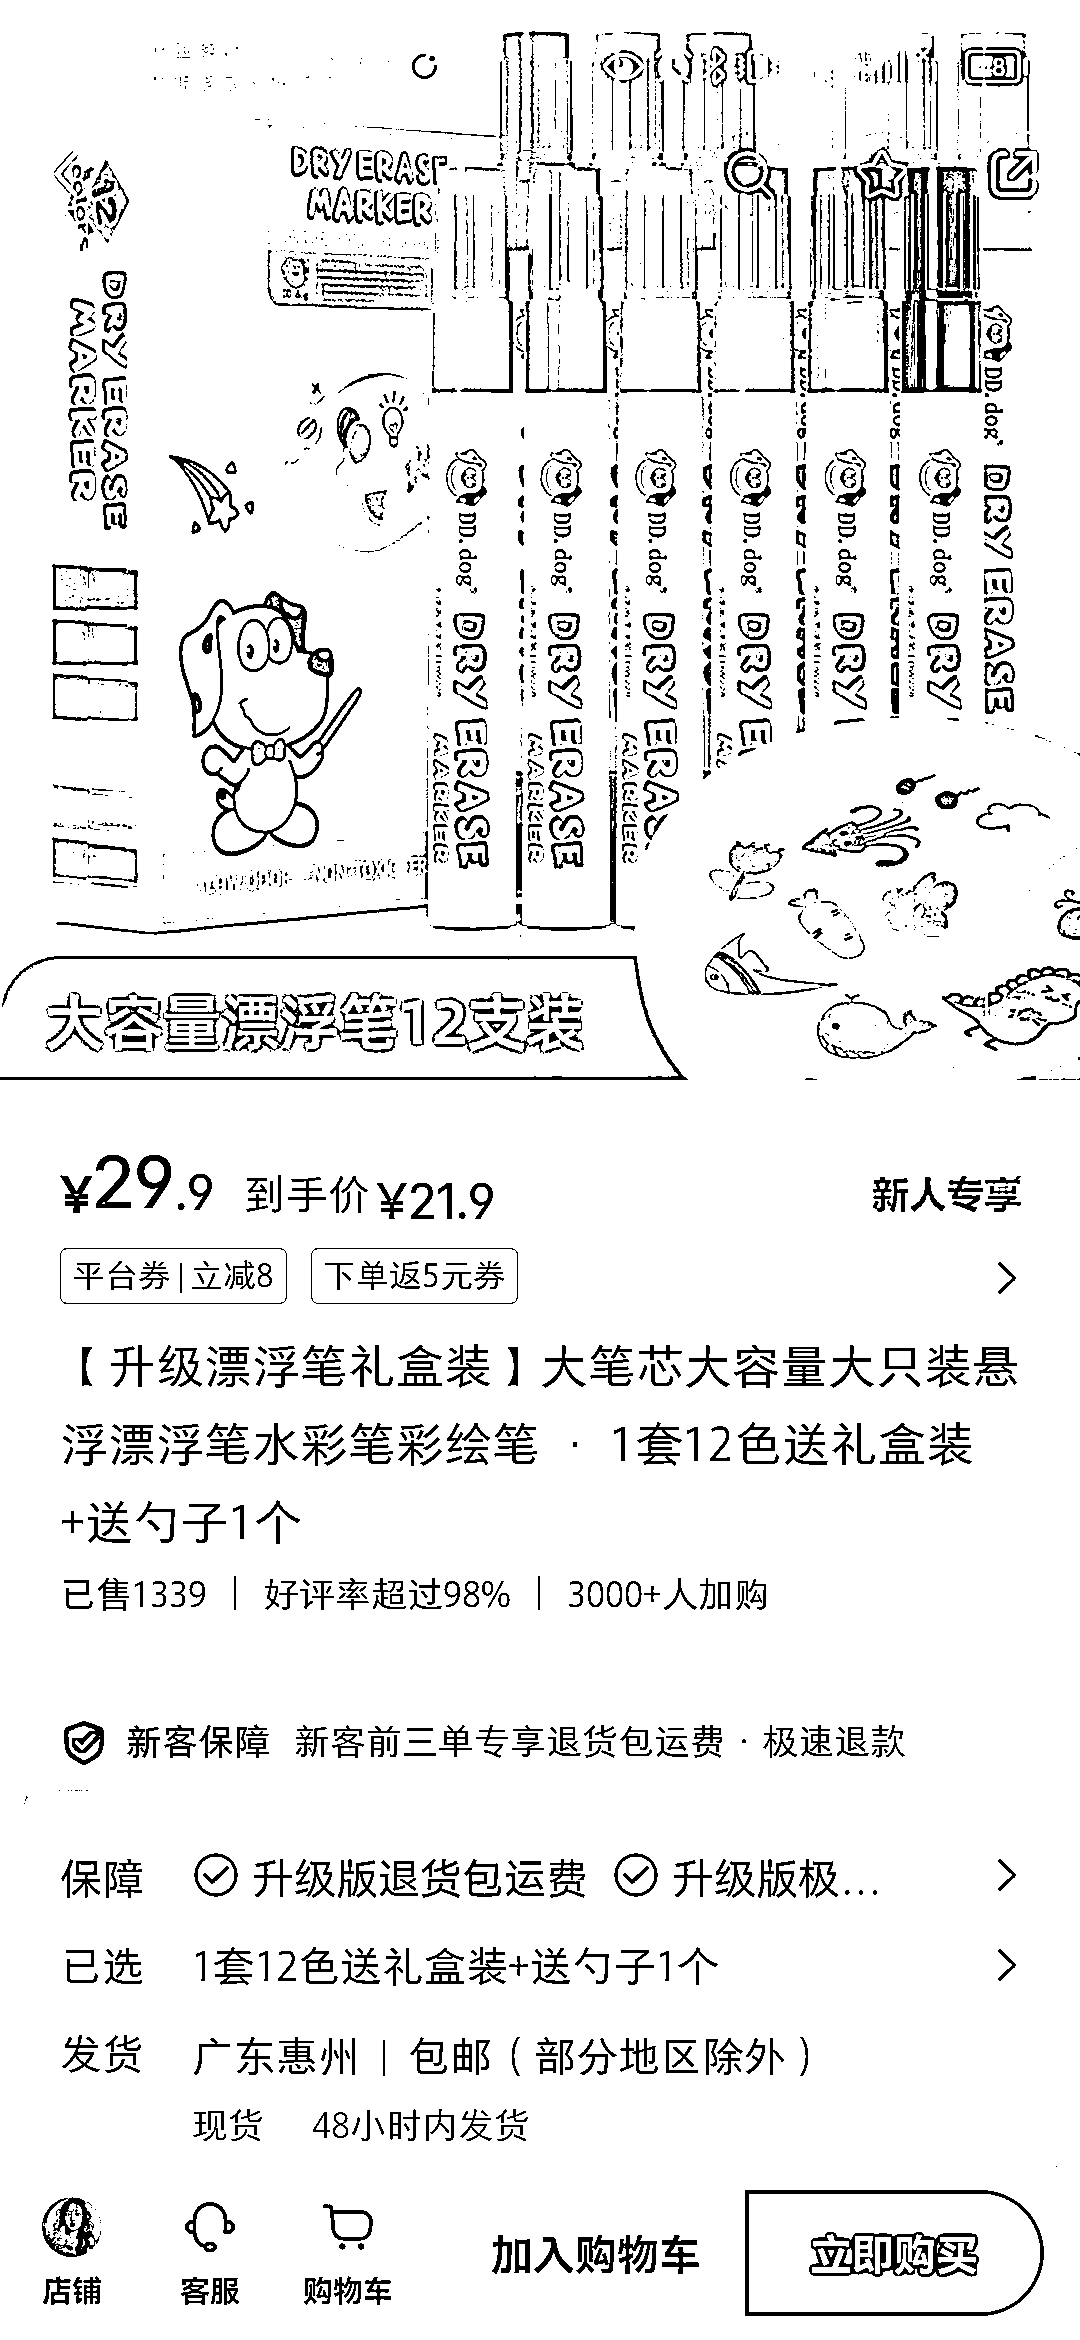 81
DRY ERASE
MARKER
12
colors
DRY ERASE
MARKER
DD.dog
DRY ERASE
DD.dog
DRY ERASE
MARKER
DD.dog
DRY ERASE
MARKER
DD.dog
DRY ERA
MARKER
DD.dog
DRY E
DD.dog
DRY
DD.dog
DRY
大容量漂浮笔12支装
¥29.9 到手价¥21.9 新人专享
平台券|立减8 下单返5元券
【升级漂浮笔礼盒装】大笔芯大容量大只装悬
浮漂浮笔水彩笔彩绘笔 · 1套12色送礼盒装
+送勺子1个
已售1339 | 好评率超过98% | 3000+人加购
新客保障 新客前三单专享退货包运费 · 极速退款
保障 升级版退货包运费 升级版极...
已选 1套12色送礼盒装+送勺子1个
发货 广东惠州 | 包邮(部分地区除外)
现货 48小时内发货
店铺 客服 购物车 加入购物车 立即购买